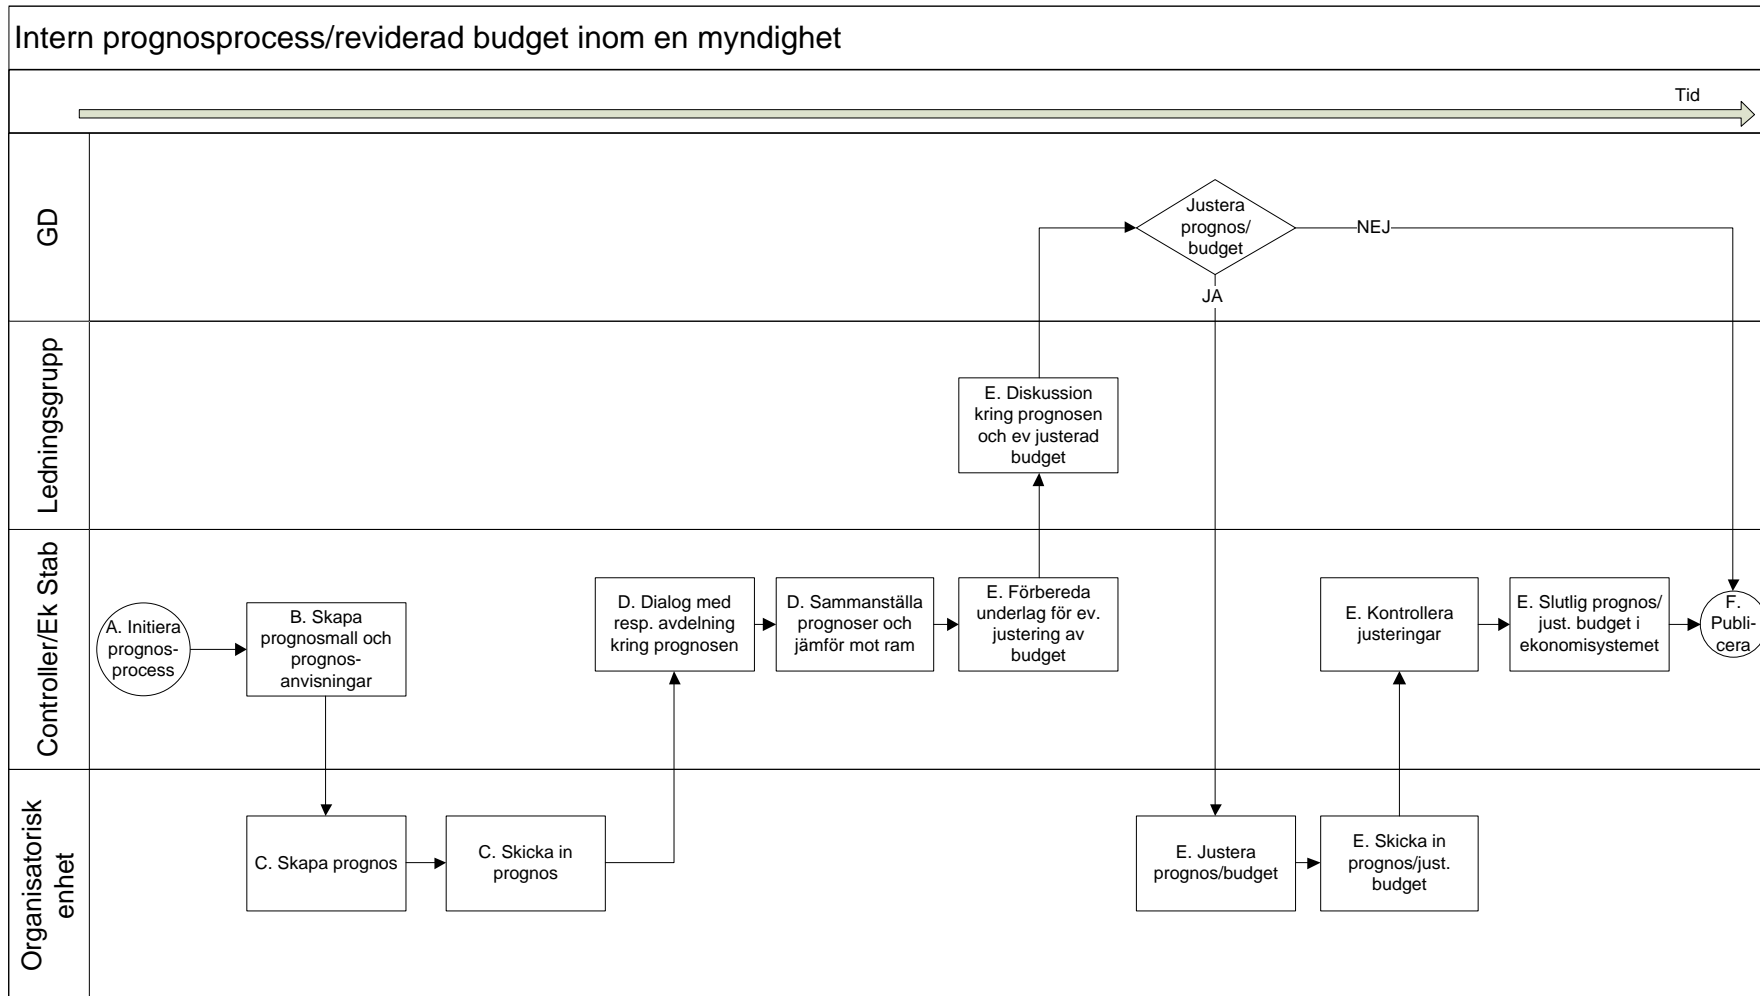 Intern prognosprocess/reviderad budget inom en myndighet
Tid
GD
Justera
prognos/
budget
NEJ
JA
Ledningsgrupp
E. Diskussion
kring prognosen
och ev justerad
budget
Controller/Ek Stab
A. Initiera
prognos-
process
B. Skapa
prognosmall och
prognos-
anvisningar
D. Dialog med
resp. avdelning
kring prognosen
D. Sammanställa
prognoser och
jämför mot ram
E. Förbereda
underlag för ev.
justering av
budget
E. Kontrollera
justeringar
E. Slutlig prognos/
just. budget i
ekonomisystemet
F.
Publi-
cera
Organisatorisk
enhet
C. Skapa prognos
C. Skicka in
prognos
E. Justera
prognos/budget
E. Skicka in
prognos/just.
budget